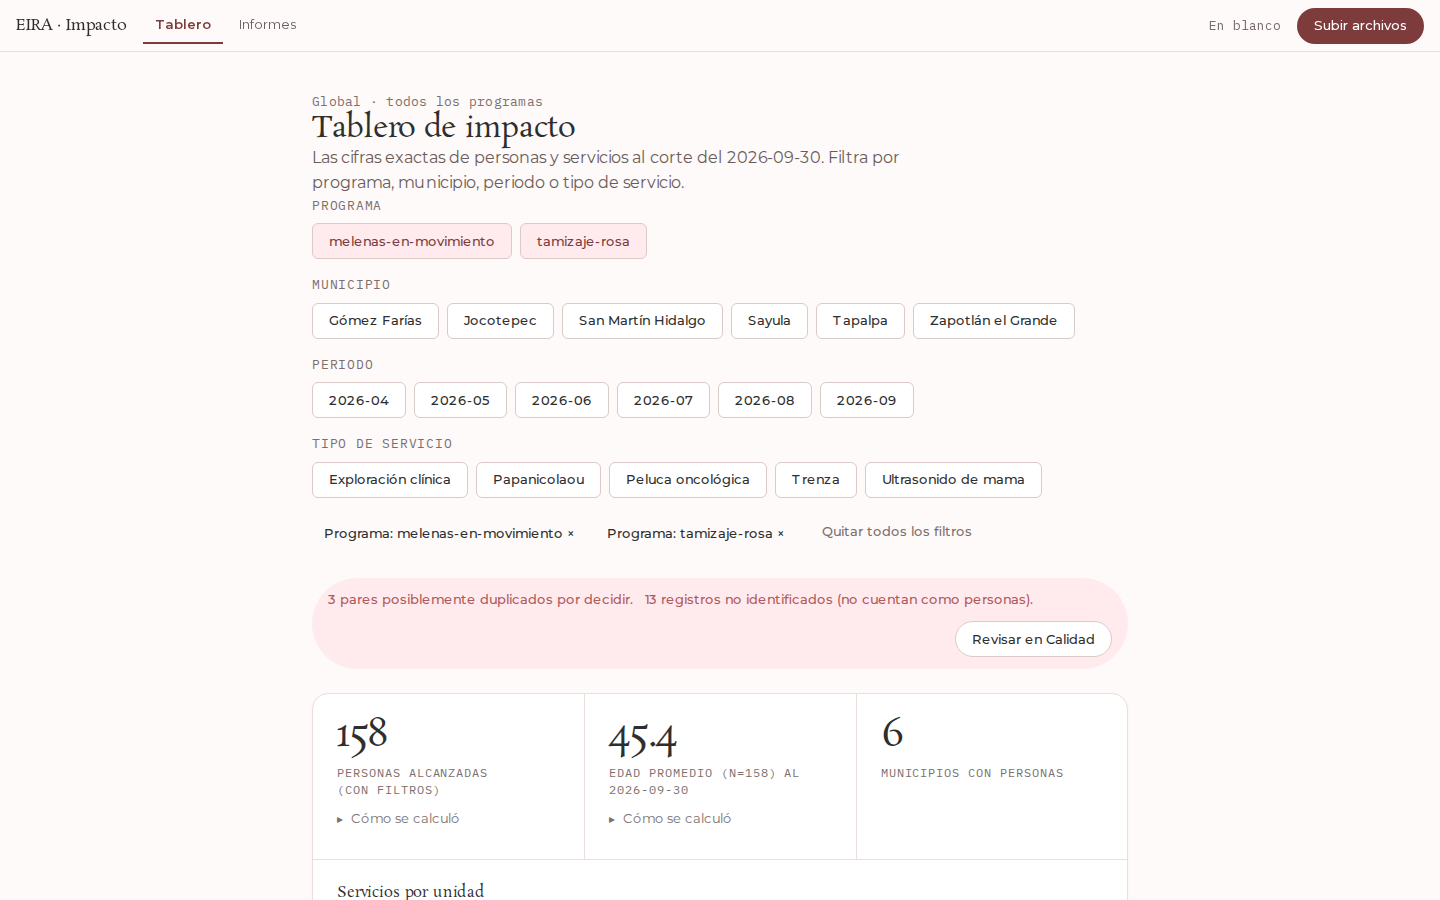 EIRA · Impacto
Tablero
Informes
En blanco
Subir archivos
Global · todos los programas
Tablero de impacto
Las cifras exactas de personas y servicios al corte del 2026-09-30. Filtra por
programa, municipio, periodo o tipo de servicio.
PROGRAMA
melenas-en-movimiento
tamizaje-rosa
MUNICIPIO
Gómez Farías
Jocotepec
San Martín Hidalgo
Sayula
Tapalpa
Zapotlán el Grande
PERIODO
2026-04
2026-05
2026-06
2026-07
2026-08
2026-09
TIPO DE SERVICIO
Exploración clínica
Papanicolaou
Peluca oncológica
Trenza
Ultrasonido de mama
Programa: melenas-en-movimiento ×
Programa: tamizaje-rosa ×
Quitar todos los filtros
3 pares posiblemente duplicados por decidir. 13 registros no identificados (no cuentan como personas).
Revisar en Calidad
158
PERSONAS ALCANZADAS
(CON FILTROS)
▸ Cómo se calculó
45.4
EDAD PROMEDIO (N=158) AL
2026-09-30
▸ Cómo se calculó
6
MUNICIPIOS CON PERSONAS
Servicios por unidad